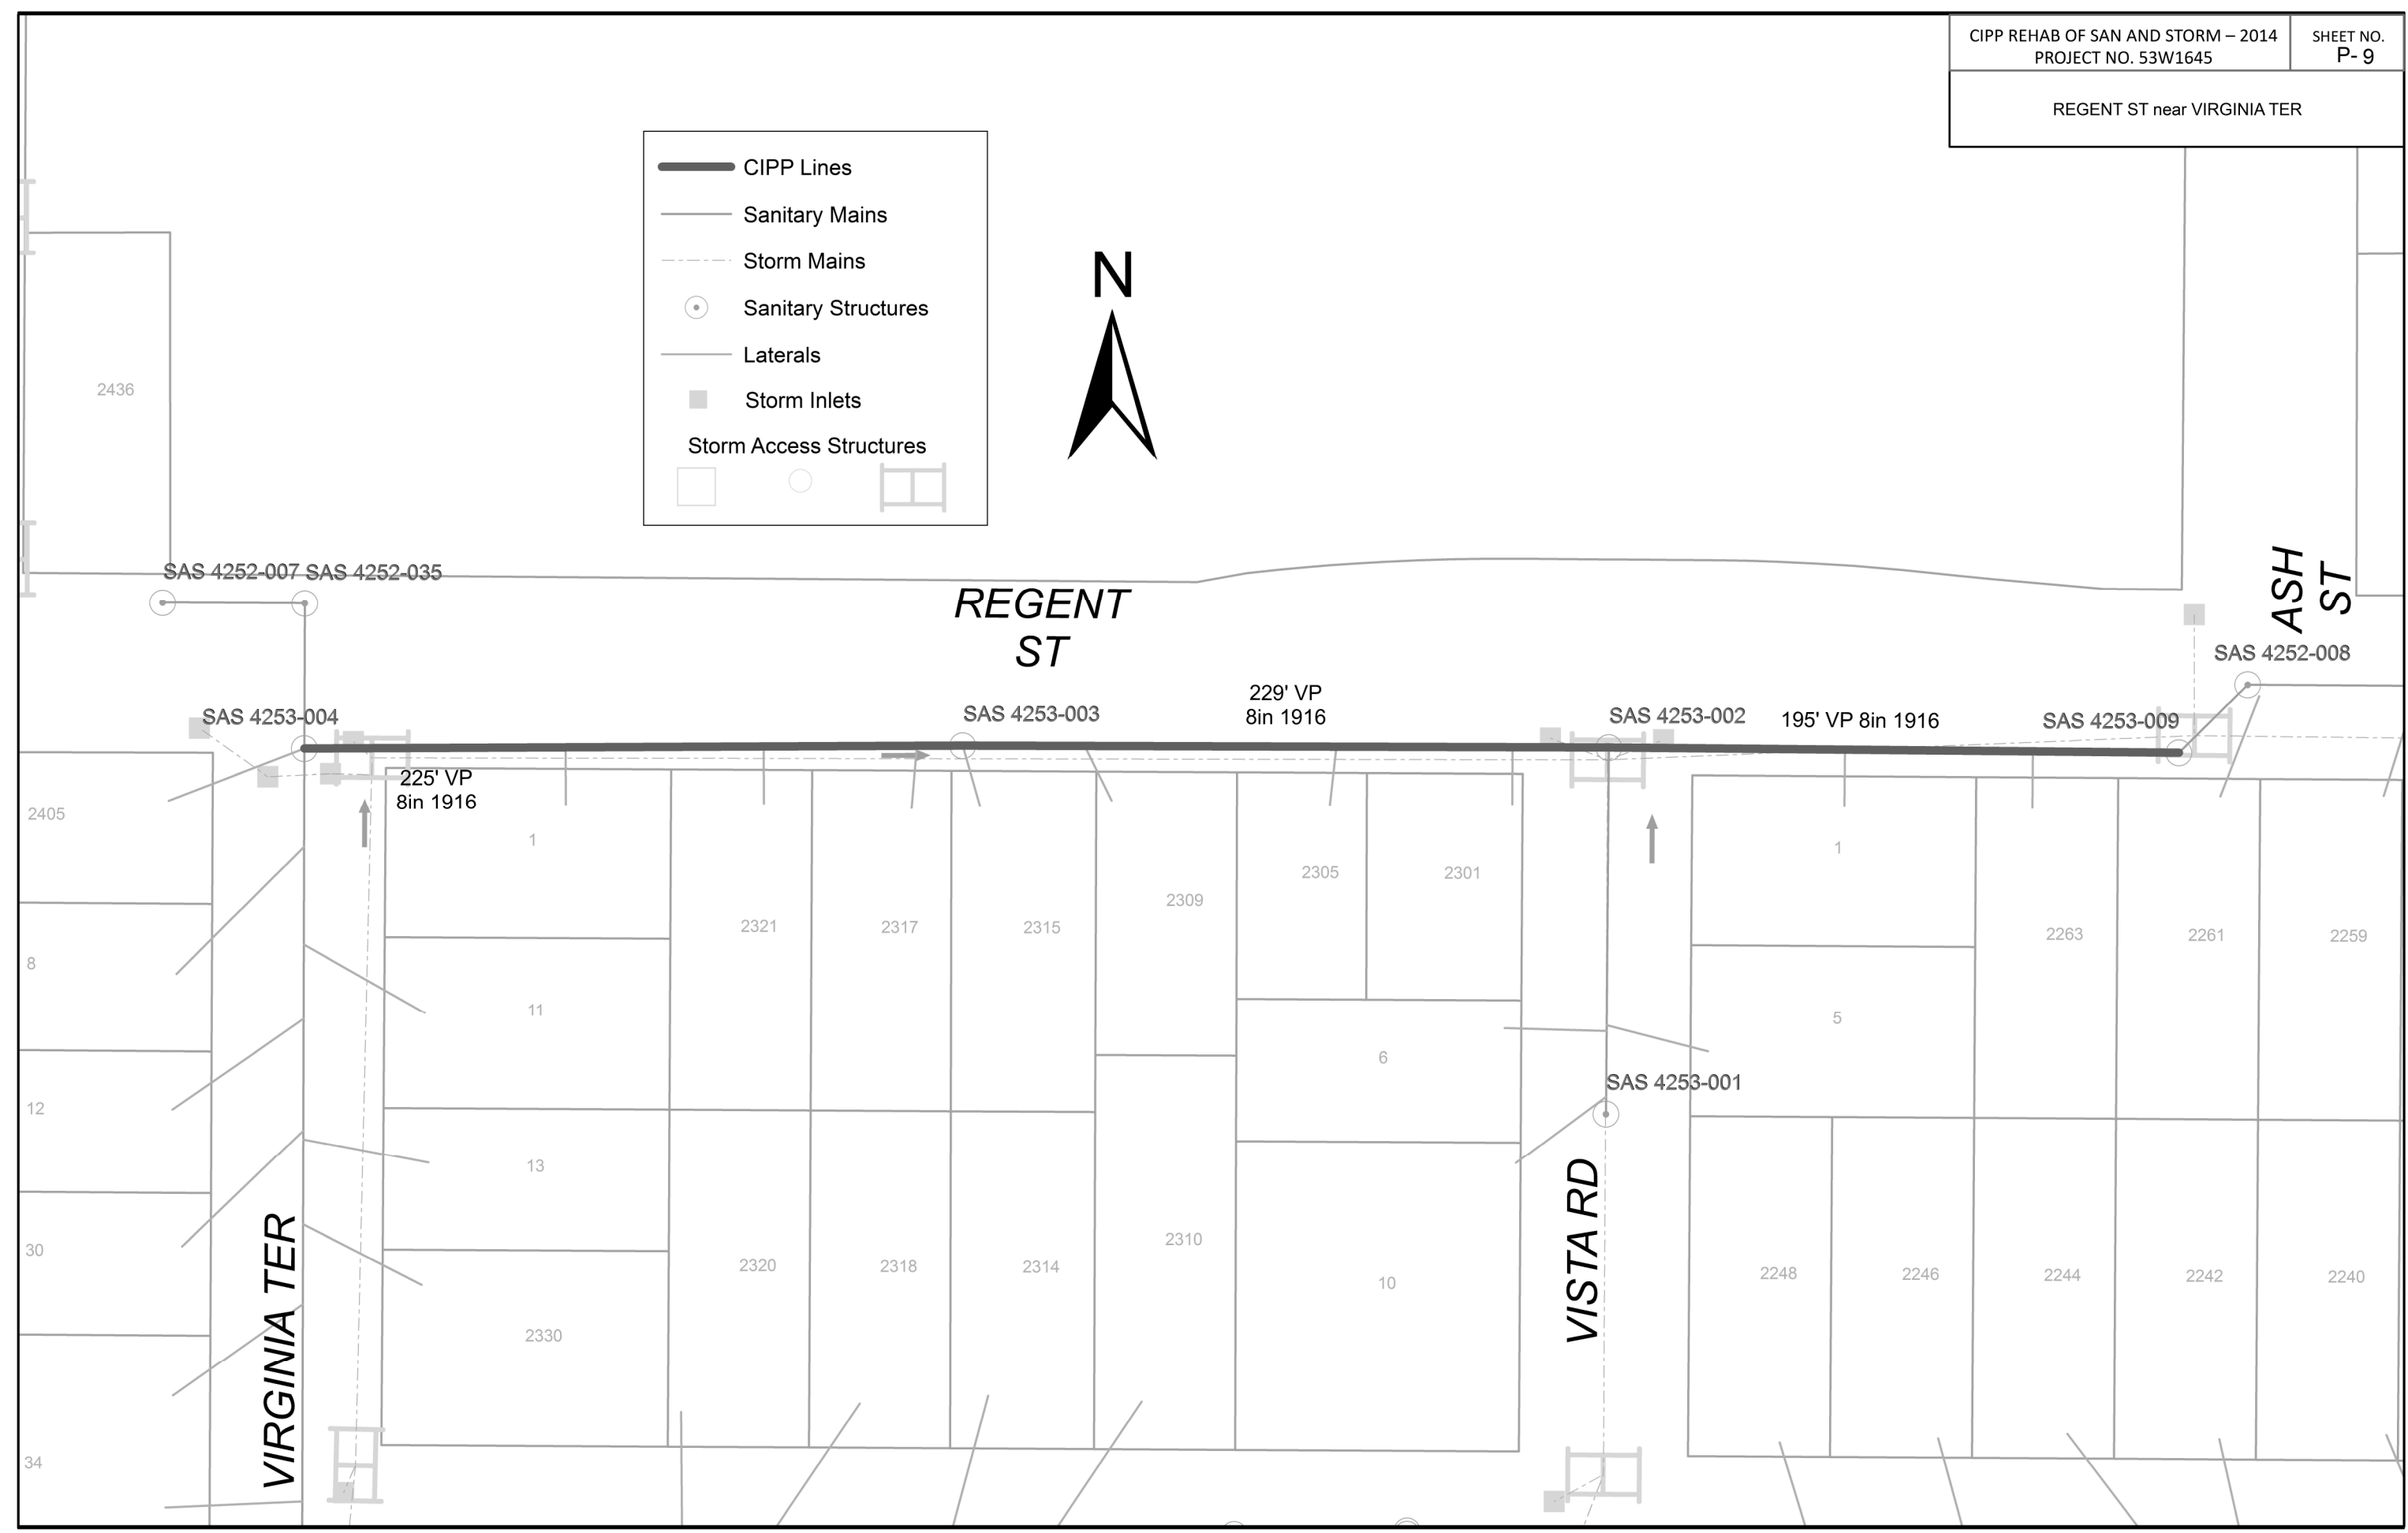 CIPP REHAB OF SAN AND STORM – 2014
PROJECT NO. 53W1645
SHEET NO.
P- 9
REGENT ST near VIRGINIA TER
CIPP Lines
Sanitary Mains
Storm Mains
Sanitary Structures
Laterals
Storm Inlets
Storm Access Structures
N
2436
SAS 4252-007
SAS 4252-035
REGENT
ST
ASH
ST
SAS 4252-008
SAS 4253-004
SAS 4253-003
229' VP
8in 1916
SAS 4253-002
195' VP 8in 1916
SAS 4253-009
225' VP
8in 1916
2405
1
2321
2317
2315
2309
2305
2301
1
2263
2261
2259
8
11
6
5
12
13
SAS 4253-001
30
2330
2320
2318
2314
2310
10
2248
2246
2244
2242
2240
34
VIRGINIA TER
VISTA RD